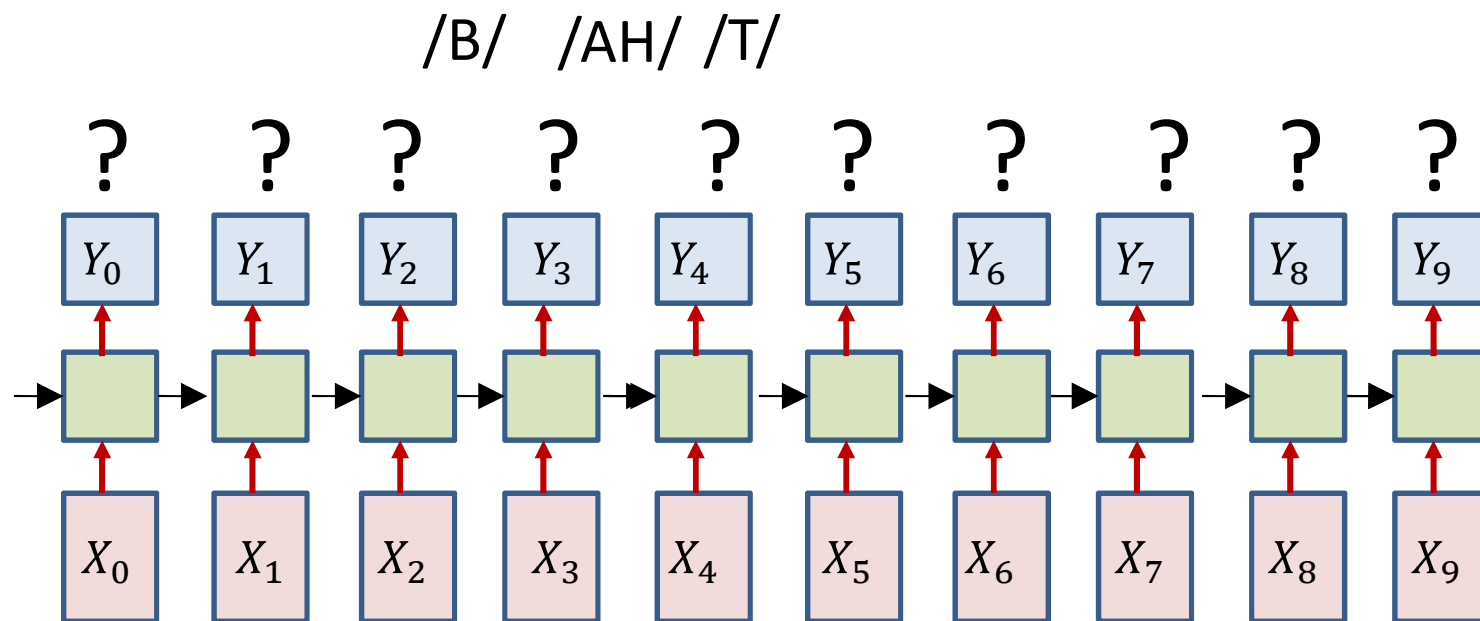 /B/ /AH/ /T/
? ? ? ? ? ? ? ? ? ?
Y₀ Y₁ Y₂ Y₃ Y₄ Y₅ Y₆ Y₇ Y₈ Y₉
X₀ X₁ X₂ X₃ X₄ X₅ X₆ X₇ X₈ X₉